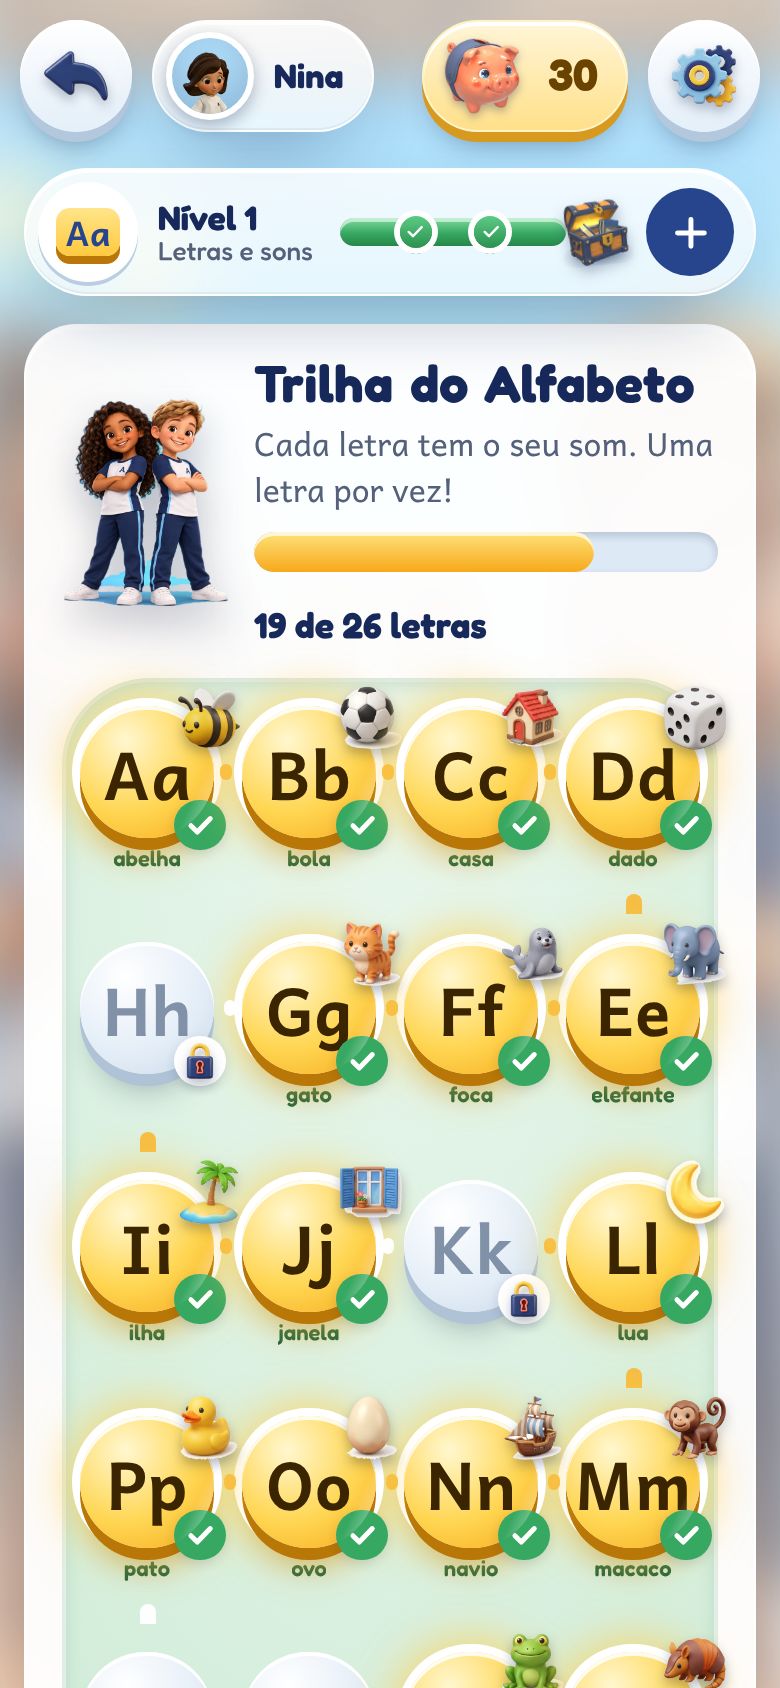 Nina
30
Aa
Nível 1
Letras e sons
Trilha do Alfabeto
Cada letra tem o seu som. Uma
letra por vez!
19 de 26 letras
Aa Bb Cc Dd
abelha bola casa dado
Hh Gg Ff Ee
gato foca elefante
Ii Jj Kk Ll
ilha janela lua
Pp Oo Nn Mm
pato ovo navio macaco